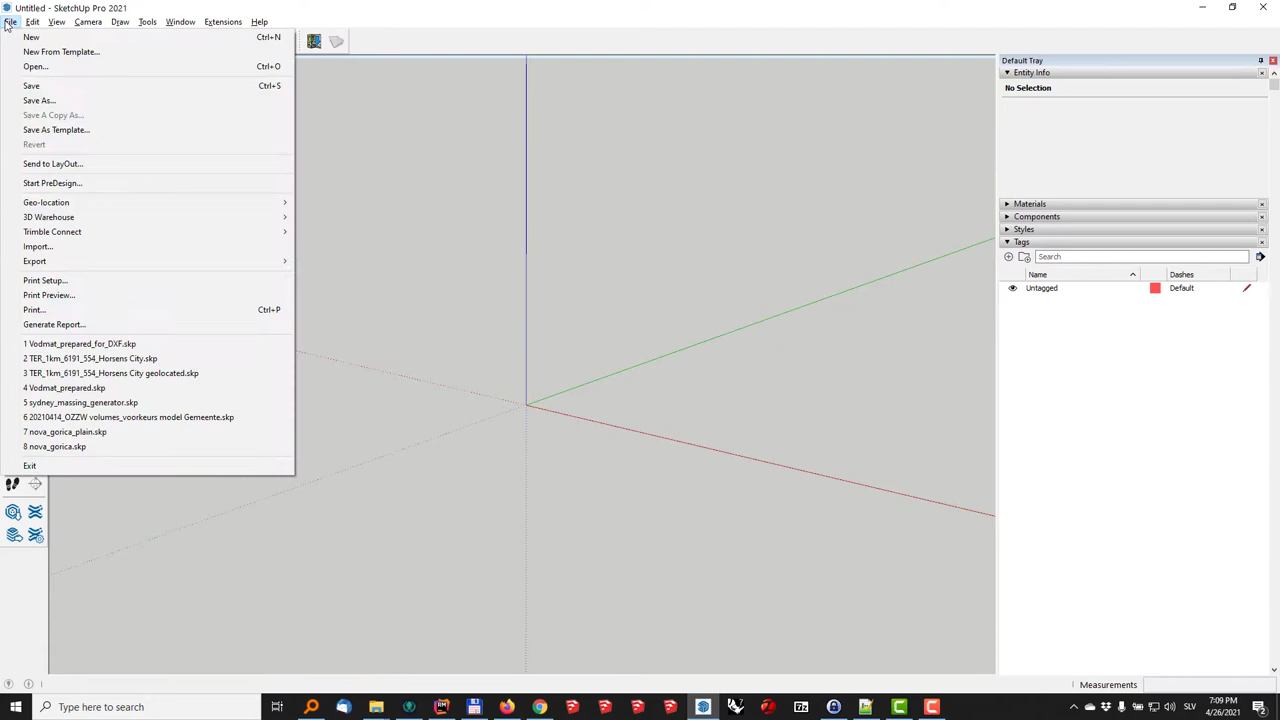 Untitled - SketchUp Pro 2021
File Edit View Camera Draw Tools Window Extensions Help
New Ctrl+N
New From Template...
Open... Ctrl+O
Save Ctrl+S
Save As...
Save A Copy As...
Save As Template...
Revert
Send to LayOut...
Start PreDesign...
Geo-location
3D Warehouse
Trimble Connect
Import...
Export
Print Setup...
Print Preview...
Print... Ctrl+P
Generate Report...
1 Vodmat_prepared_for_DXF.skp
2 TER_1km_6191_554_Horsens City.skp
3 TER_1km_6191_554_Horsens City geolocated.skp
4 Vodmat_prepared.skp
5 sydney_massing_generator.skp
6 20210414_OZZW volumes_voorkeurs model Gemeente.skp
7 nova_gorica_plain.skp
8 nova_gorica.skp
Exit
Default Tray
Entity Info
No Selection
Materials
Components
Styles
Tags
Search
Name Dashes
Untagged Default
Measurements
Type here to search
SLV
7:09 PM
4/26/2021